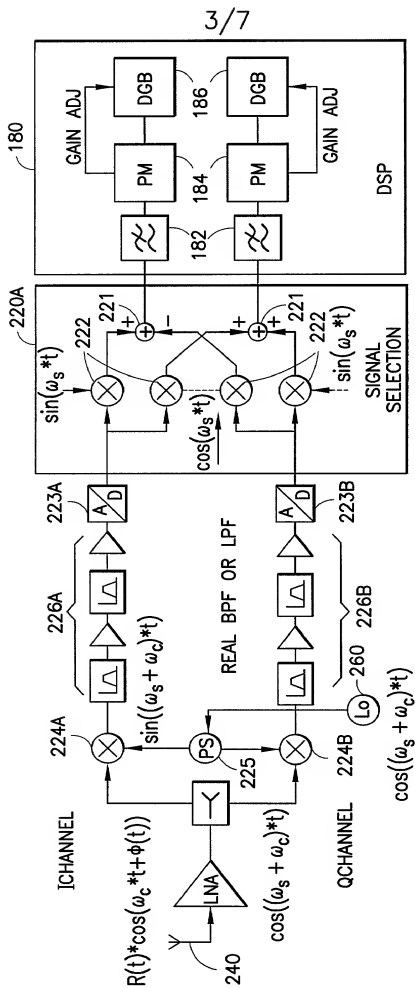 3/7
180
GAIN ADJ
DGB
186
DGB
PM
184
PM
GAIN ADJ
182
DSP
220A
sin(ωs*t)
222
+
221
+
−
+
221
+
+
222
cos(ωs*t)
sin(ωs*t)
SIGNAL
SELECTION
223A
A
D
223B
A
D
226A
REAL BPF OR LPF
226B
224A
sin((ωs + ωc)*t)
PS
225
224B
260
Lo
cos((ωs + ωc)*t)
ICHANNEL
R(t)*cos(ωc*t+Φ(t))
LNA
240
cos((ωs + ωc)*t)
QCHANNEL